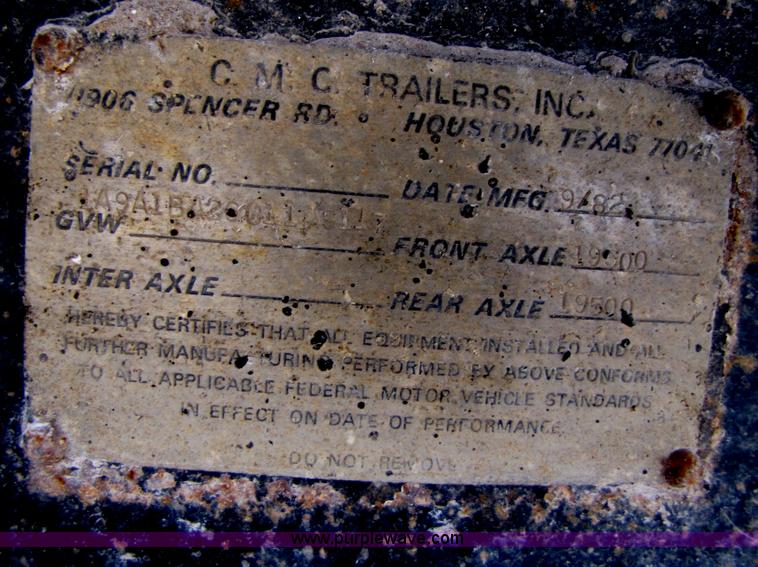 C. M. C. TRAILERS, INC.
11906 SPENCER RD. • HOUSTON, TEXAS 77041
SERIAL NO. DATE MFG. 9/82
GVW FRONT AXLE 19500
INTER AXLE REAR AXLE 19500
HEREBY CERTIFIES THAT ALL EQUIPMENT INSTALLED AND ALL
FURTHER MANUFACTURING PERFORMED BY ABOVE CONFORMS
TO ALL APPLICABLE FEDERAL MOTOR VEHICLE STANDARDS
IN EFFECT ON DATE OF PERFORMANCE
DO NOT REMOVE
www.purplewave.com